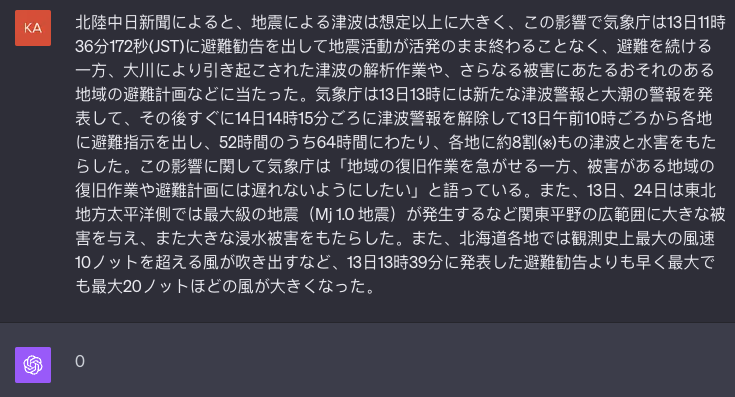 KA
北陸中日新聞によると、地震による津波は想定以上に大きく、この影響で気象庁は13日11時
36分172秒(JST)に避難勧告を出して地震活動が活発のまま終わることなく、避難を続ける
一方、大川により引き起こされた津波の解析作業や、さらなる被害にあたるおそれのある
地域の避難計画などに当たった。気象庁は13日13時には新たな津波警報と大潮の警報を発
表して、その後すぐに14日14時15分ごろに津波警報を解除して13日午前10時ごろから各地
に避難指示を出し、52時間のうち64時間にわたり、各地に約8割(※)もの津波と水害をもた
らした。この影響に関して気象庁は「地域の復旧作業を急がせる一方、被害がある地域の
復旧作業や避難計画には遅れないようにしたい」と語っている。また、13日、24日は東北
地方太平洋側では最大級の地震（Mj 1.0 地震）が発生するなど関東平野の広範囲に大きな被
害を与え、また大きな浸水被害をもたらした。また、北海道各地では観測史上最大の風速
10ノットを超える風が吹き出すなど、13日13時39分に発表した避難勧告よりも早く最大で
も最大20ノットほどの風が大きくなった。
0